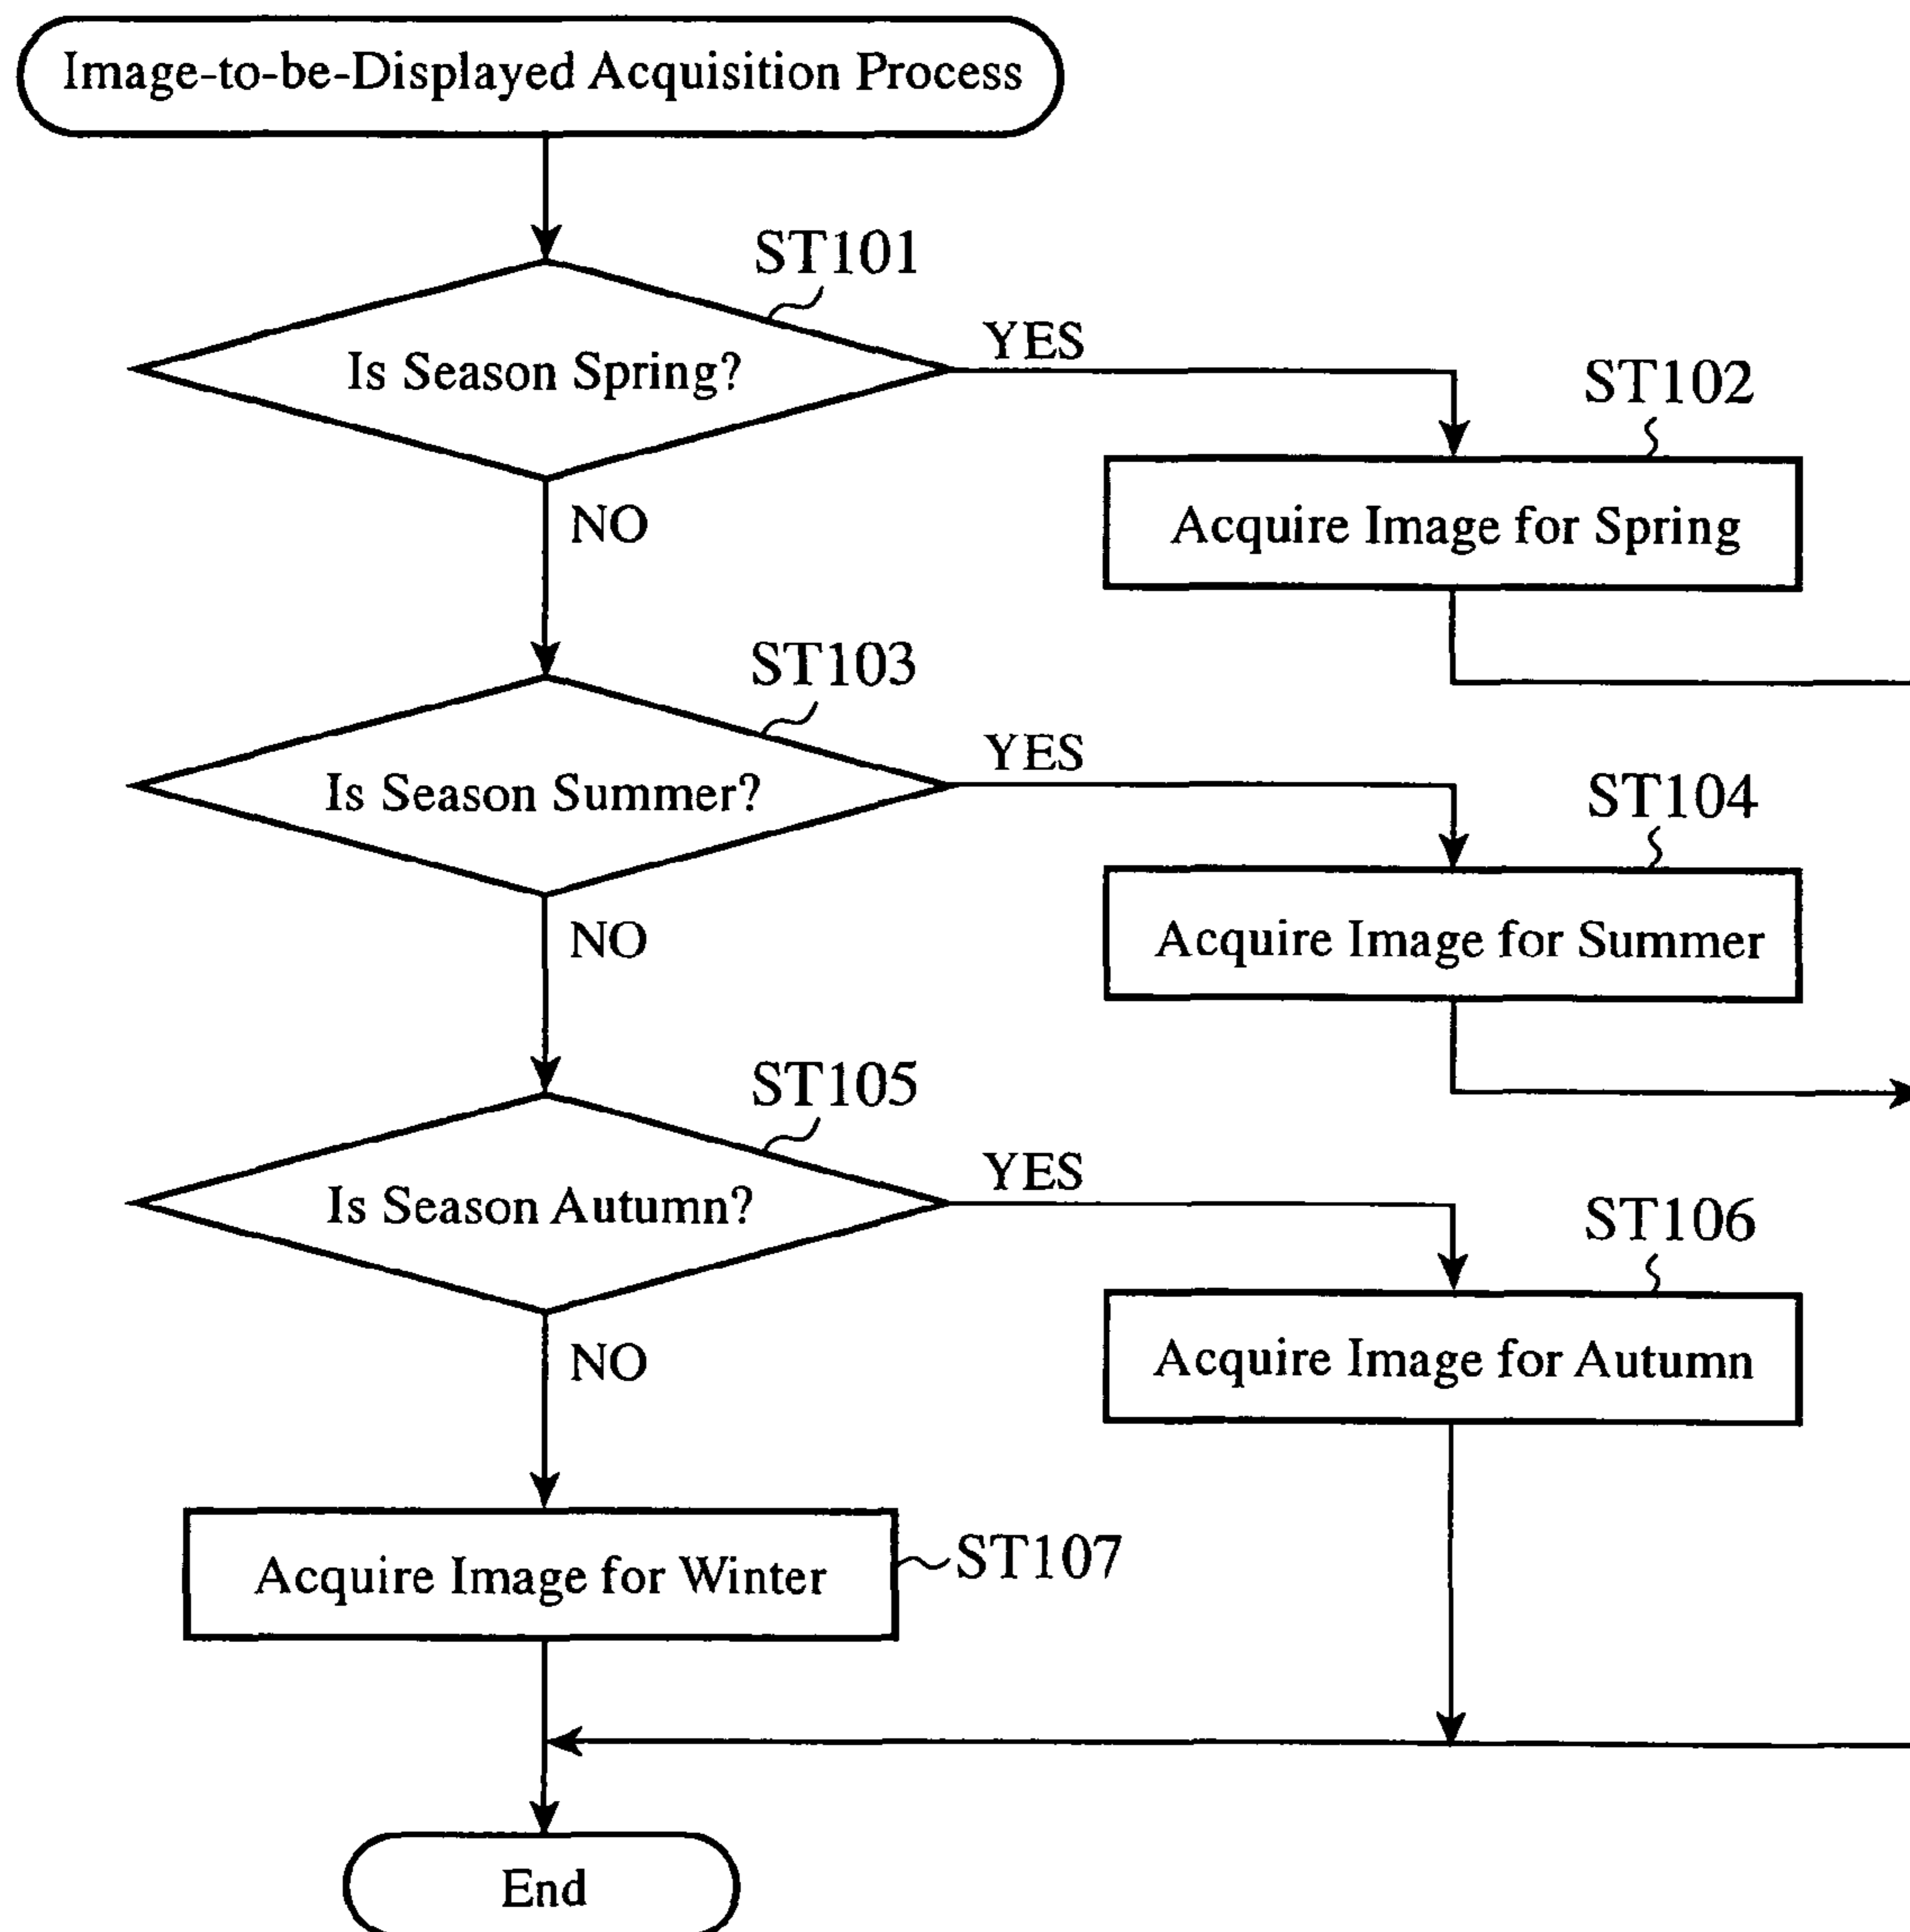 Image-to-be-Displayed Acquisition Process
ST101
Is Season Spring?
YES
ST102
Acquire Image for Spring
NO
ST103
Is Season Summer?
YES
ST104
Acquire Image for Summer
NO
ST105
Is Season Autumn?
YES
ST106
Acquire Image for Autumn
NO
Acquire Image for Winter
ST107
End